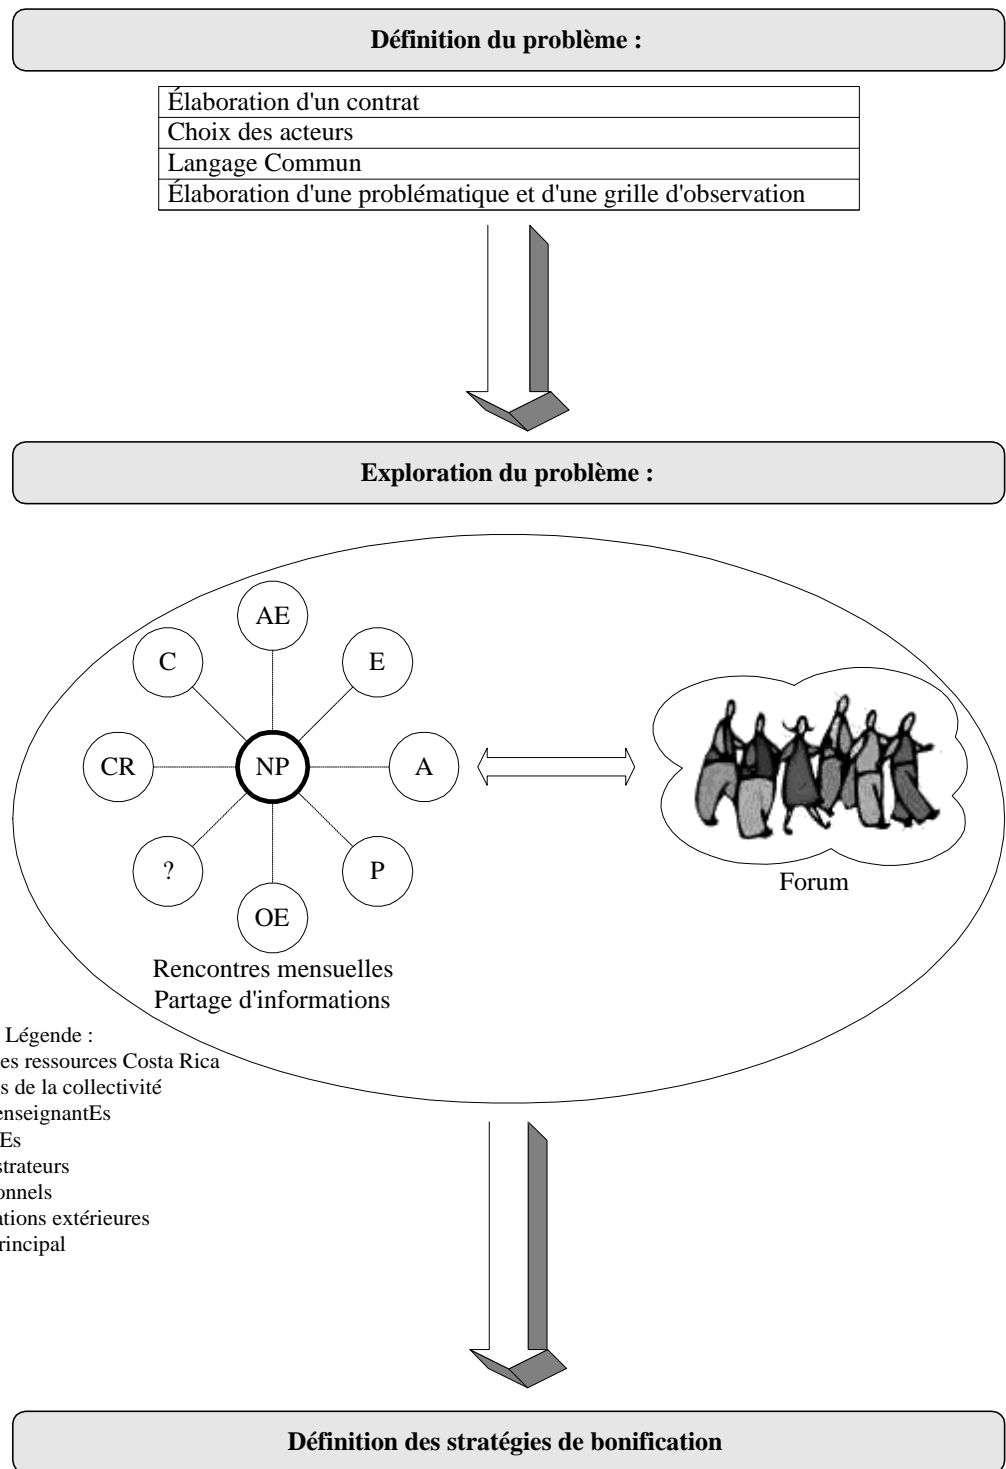 Définition du problème :
Élaboration d'un contrat
Choix des acteurs
Langage Commun
Élaboration d'une problématique et d'une grille d'observation
Exploration du problème :
AE
C
E
CR
NP
A
?
P
OE
Forum
Rencontres mensuelles
Partage d'informations
Légende :
es ressources Costa Rica
s de la collectivité
enseignantEs
Es
strateurs
onnels
ations extérieures
rincipal
Définition des stratégies de bonification